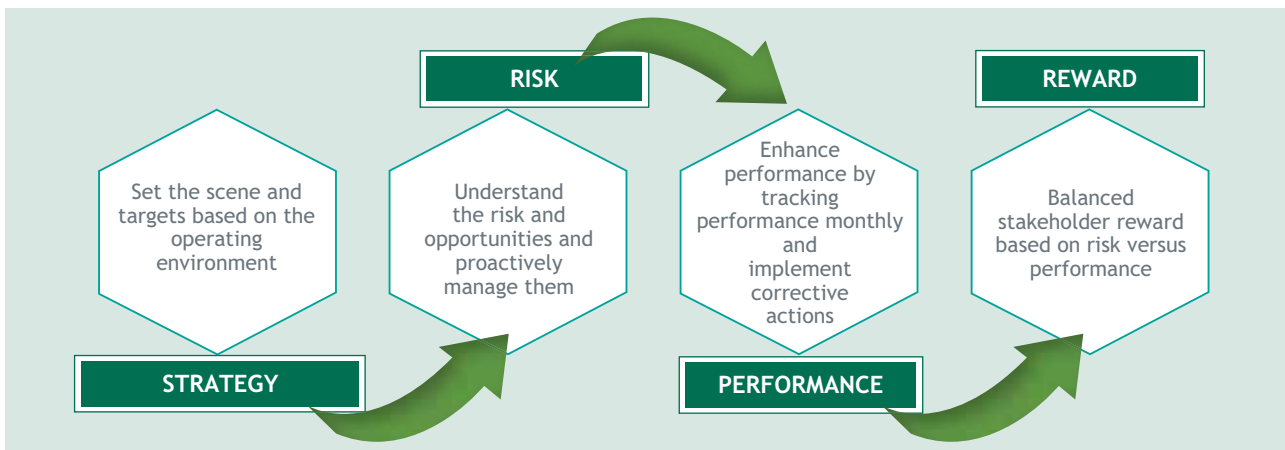 STRATEGY
Set the scene and
targets based on the
operating
environment
RISK
Understand
the risk and
opportunities and
proactively
manage them
Enhance
performance by
tracking
performance monthly
and
implement
corrective
actions
PERFORMANCE
REWARD
Balanced
stakeholder reward
based on risk versus
performance